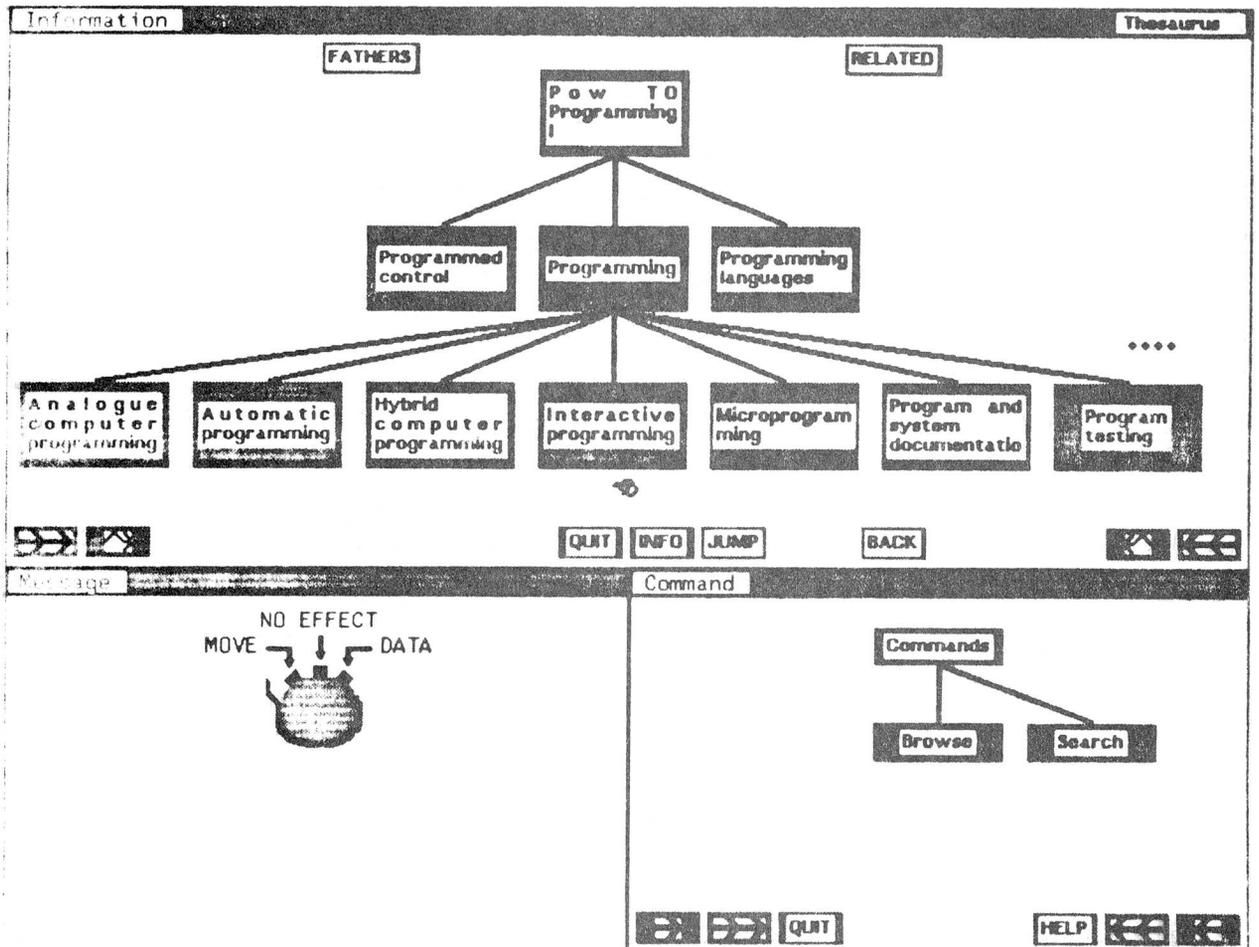 Information
Thesaurus
FATHERS
RELATED
P o w TO
Programming
I
Programmed
control
Programming
Programming
languages
....
Analogue
computer
programming
Automatic
programming
Hybrid
computer
programming
Interactive
programming
Microprogram
ming
Program and
system
documentatio
Program
testing
QUIT
INFO
JUMP
BACK
Message
Command
NO EFFECT
MOVE
DATA
Commands
Browse
Search
QUIT
HELP